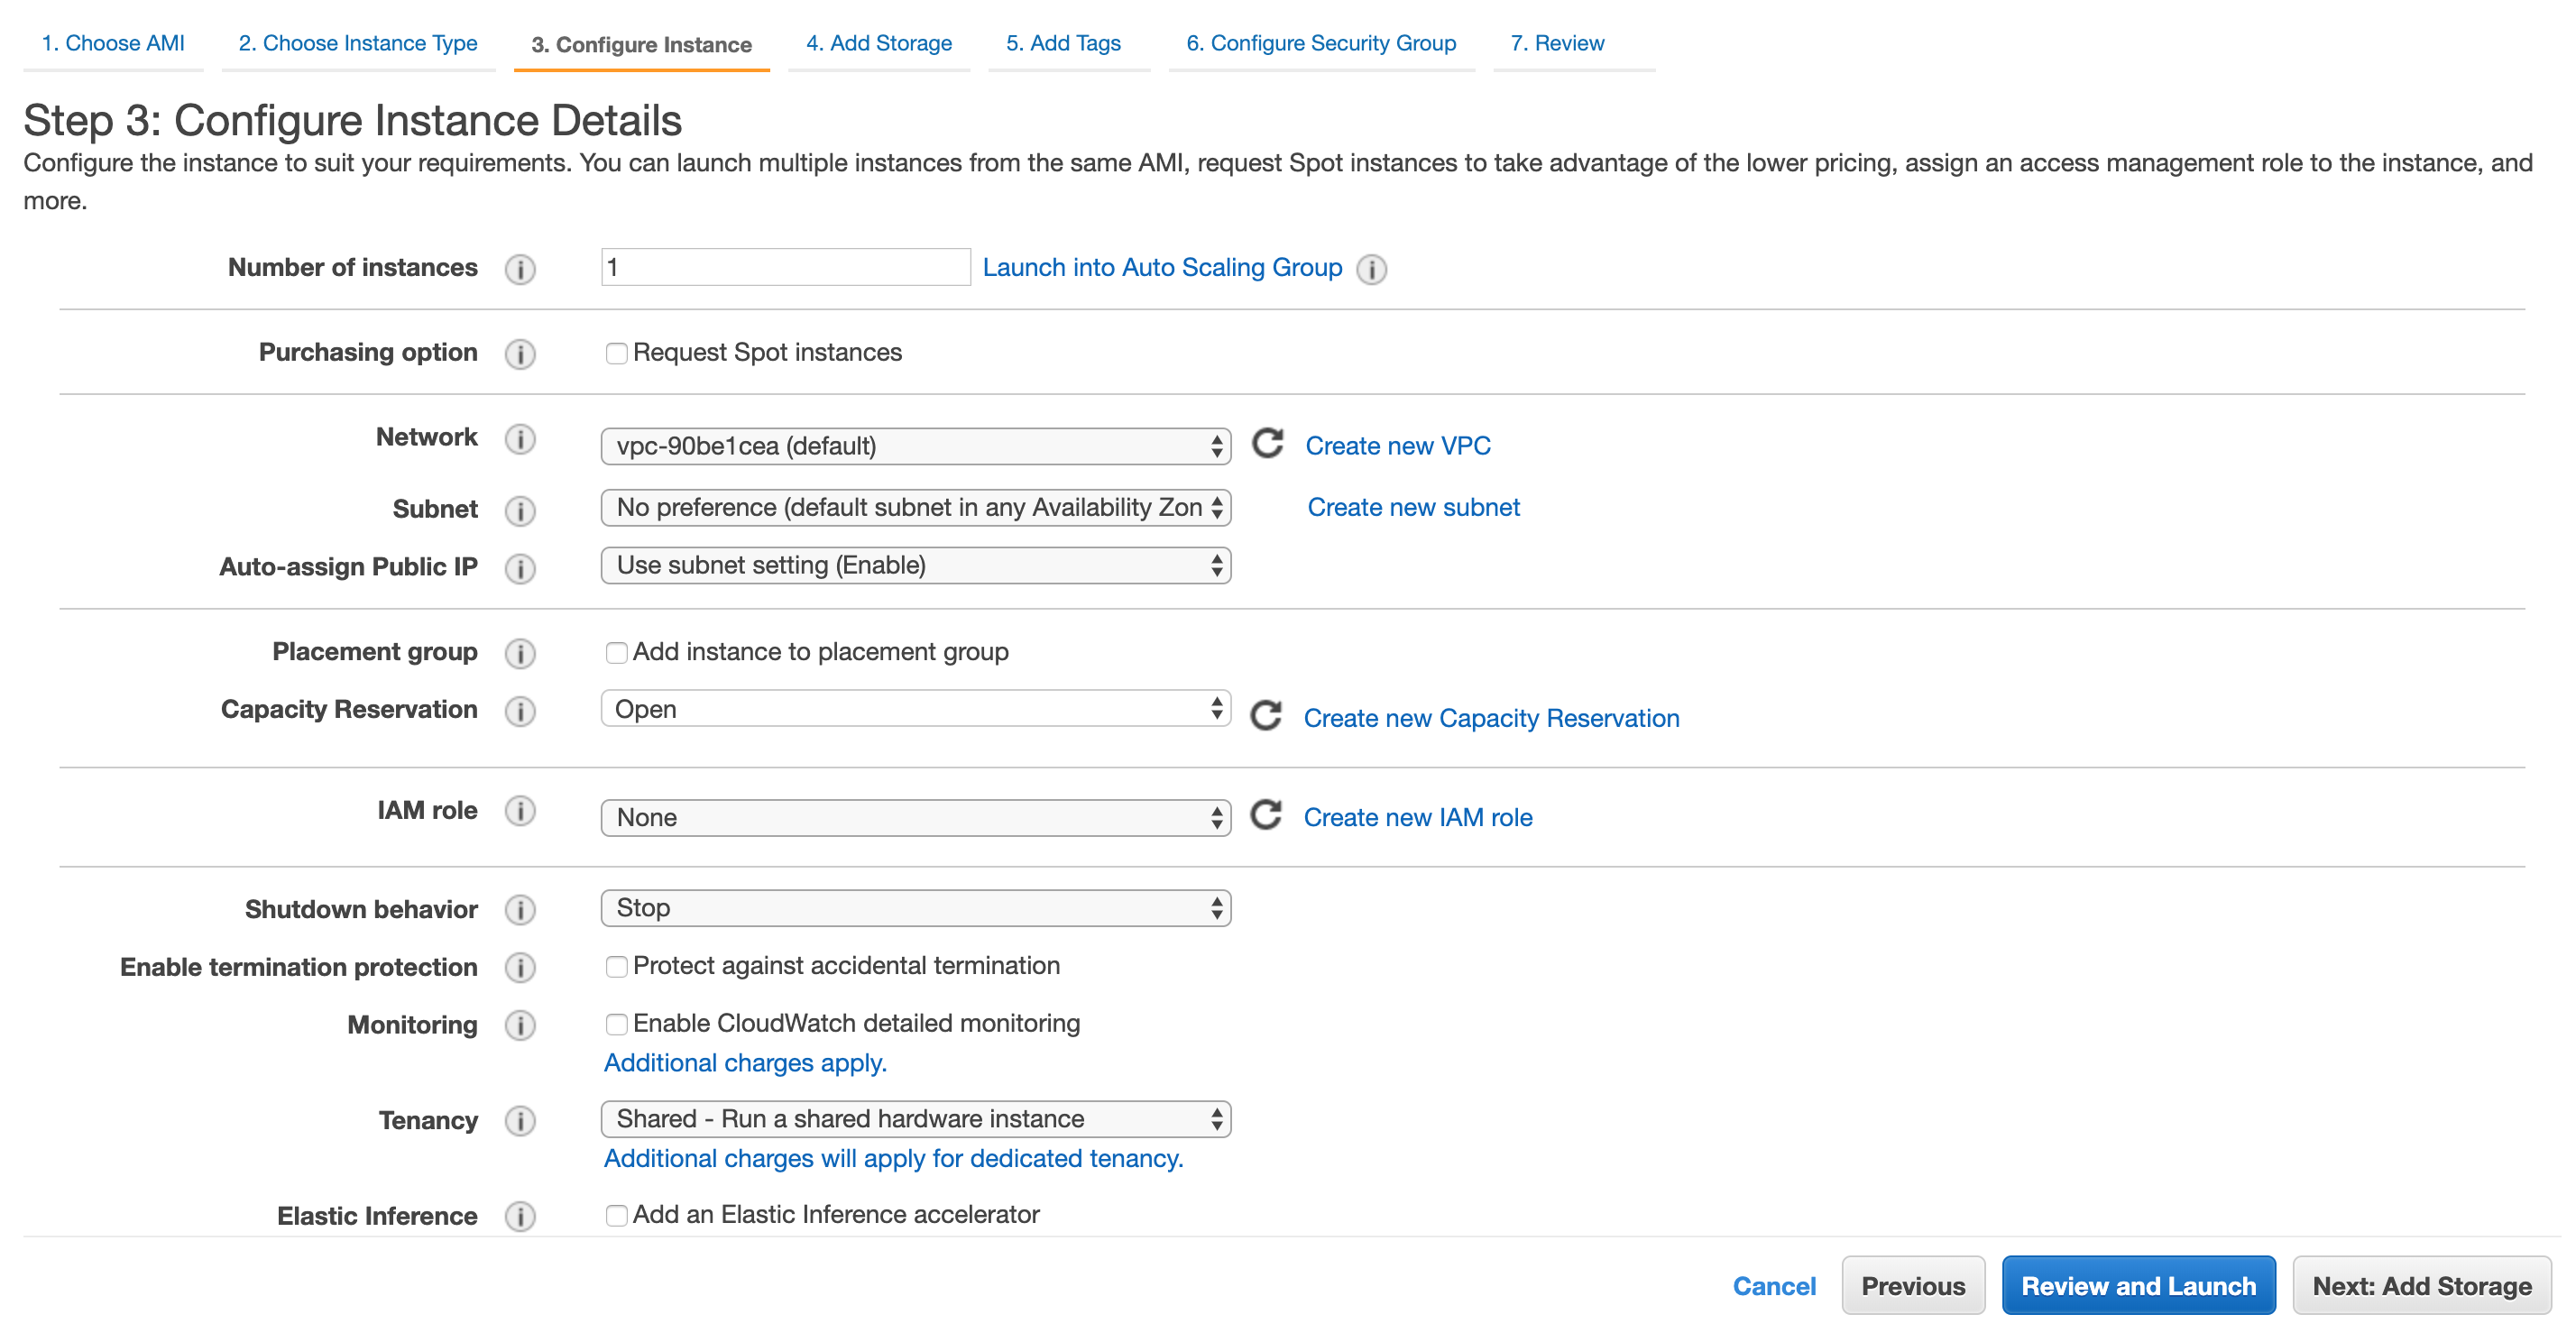 1. Choose AMI 2. Choose Instance Type 3. Configure Instance 4. Add Storage 5. Add Tags 6. Configure Security Group 7. Review
Step 3: Configure Instance Details
Configure the instance to suit your requirements. You can launch multiple instances from the same AMI, request Spot instances to take advantage of the lower pricing, assign an access management role to the instance, and
more.
Number of instances 1 Launch into Auto Scaling Group
Purchasing option Request Spot instances
Network vpc-90be1cea (default) Create new VPC
Subnet No preference (default subnet in any Availability Zon Create new subnet
Auto-assign Public IP Use subnet setting (Enable)
Placement group Add instance to placement group
Capacity Reservation Open Create new Capacity Reservation
IAM role None Create new IAM role
Shutdown behavior Stop
Enable termination protection Protect against accidental termination
Monitoring Enable CloudWatch detailed monitoring
Additional charges apply.
Tenancy Shared - Run a shared hardware instance
Additional charges will apply for dedicated tenancy.
Elastic Inference Add an Elastic Inference accelerator
Cancel Previous Review and Launch Next: Add Storage